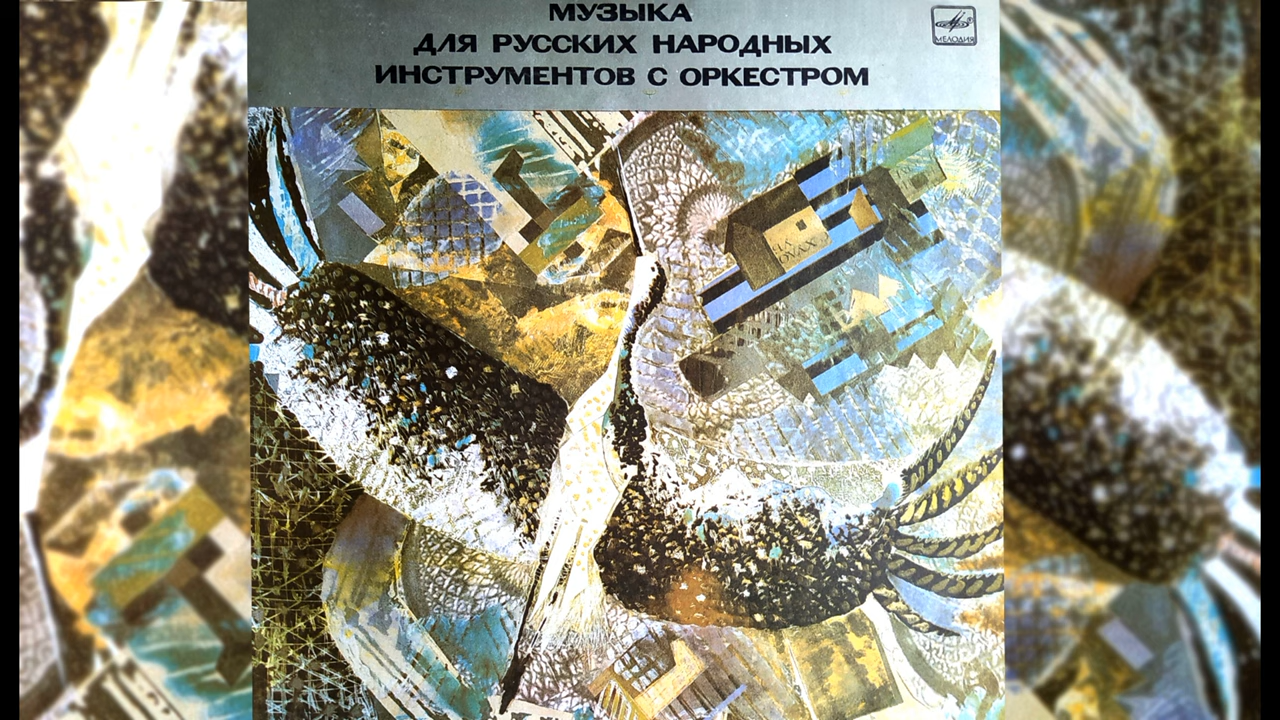 МУЗЫКА
ДЛЯ РУССКИХ НАРОДНЫХ
ИНСТРУМЕНТОВ С ОРКЕСТРОМ
МЕЛОДИЯ